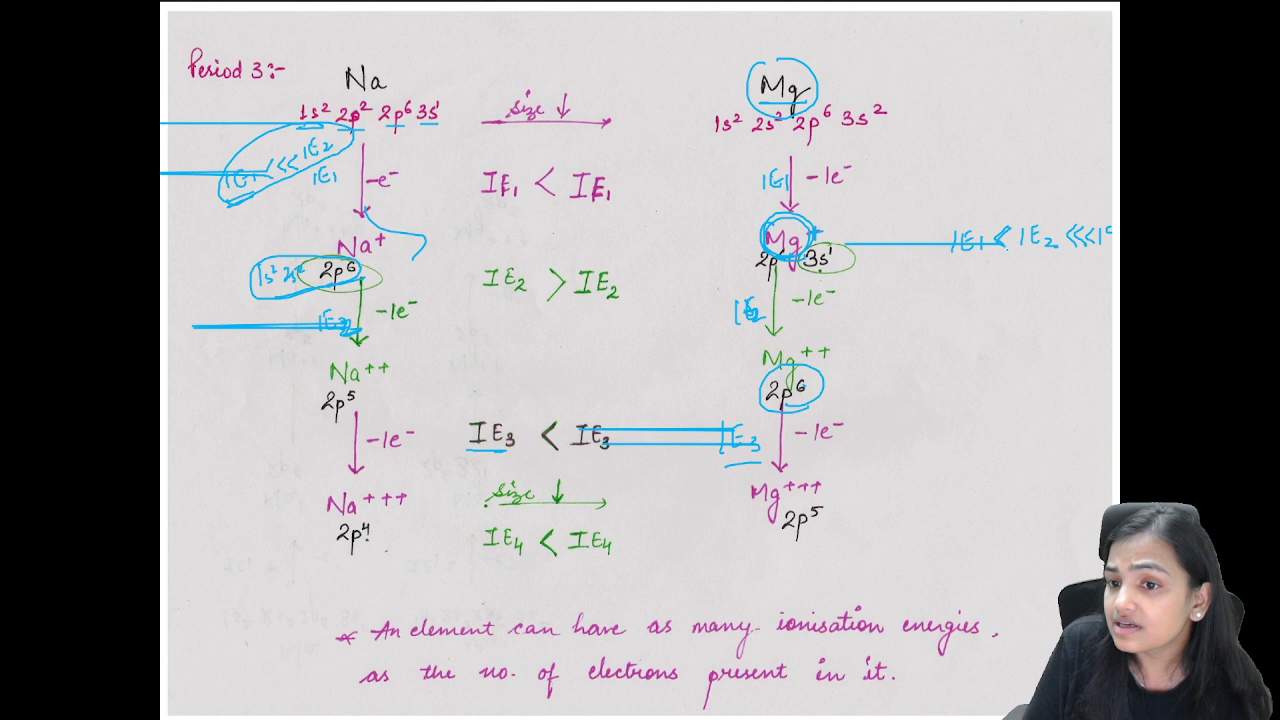 Period 3:-
Na
Mg
1s² 2p² 2p⁶ 3s¹
size ↓
1s² 2s² 2p⁶ 3s²
IE1 <<< IE2
IE1
-e⁻
IE₁ < IE₁
IE1
-1e⁻
Na⁺
Mg⁺
1s² 2s² 2p⁶
2p⁶ 3s¹
IE1 < IE2 <<<
IE₂ > IE₂
-1e⁻
-1e⁻
IE2
Na⁺⁺
Mg⁺⁺
2p⁵
2p⁶
-1e⁻
IE₃ < IE₃
IE3
-1e⁻
Na⁺⁺⁺
size ↓
Mg⁺⁺⁺
2p⁴
IE₄ < IE₄
2p⁵
* An element can have as many ionisation energies,
as the no. of electrons present in it.